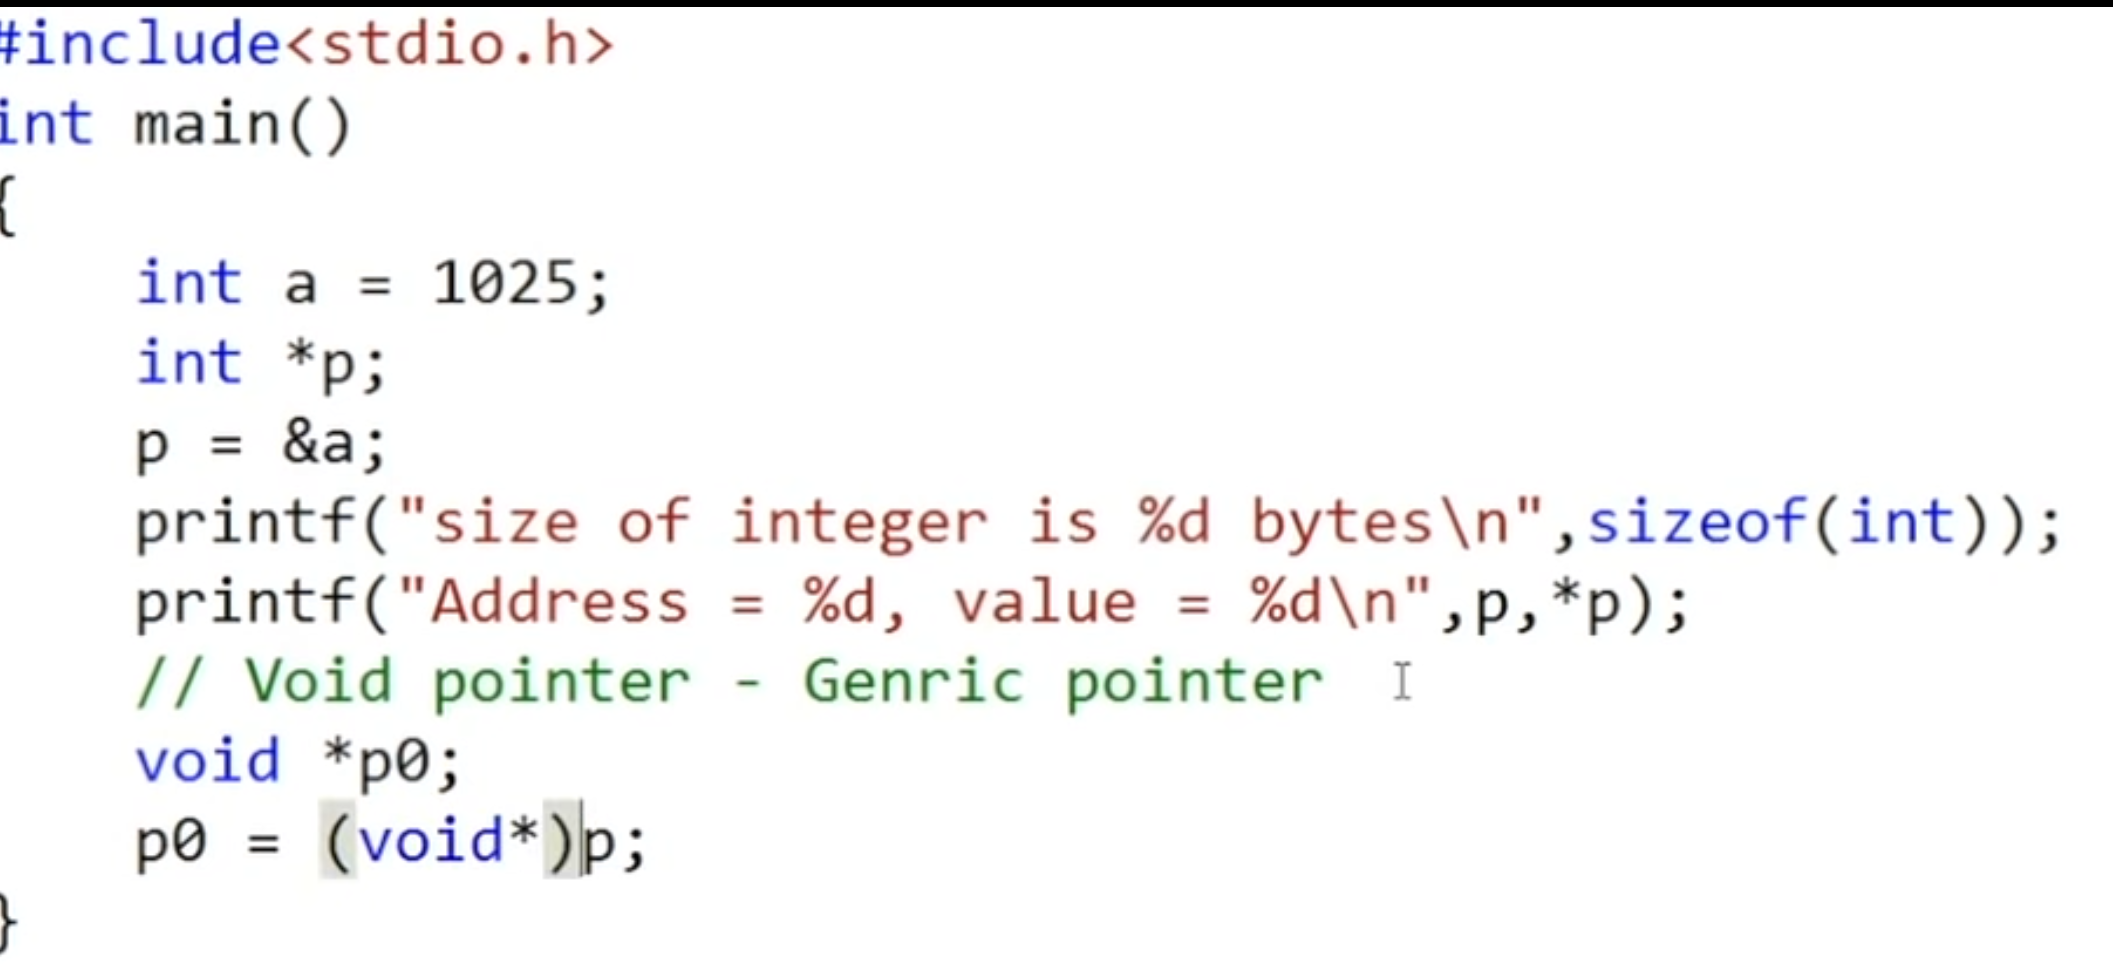 #include<stdio.h>
int main()
{
int a = 1025;
int *p;
p = &a;
printf("size of integer is %d bytes\n",sizeof(int));
printf("Address = %d, value = %d\n",p,*p);
// Void pointer - Genric pointer
void *p0;
p0 = (void*)p;
}